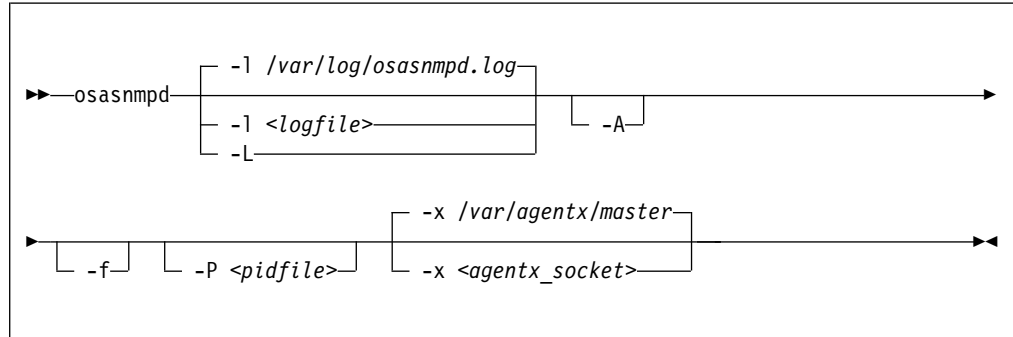 -l /var/log/osasnmpd.log
osasnmpd
-l <logfile>
-A
-L
-x /var/agentx/master
-f
-P <pidfile>
-x <agentx_socket>